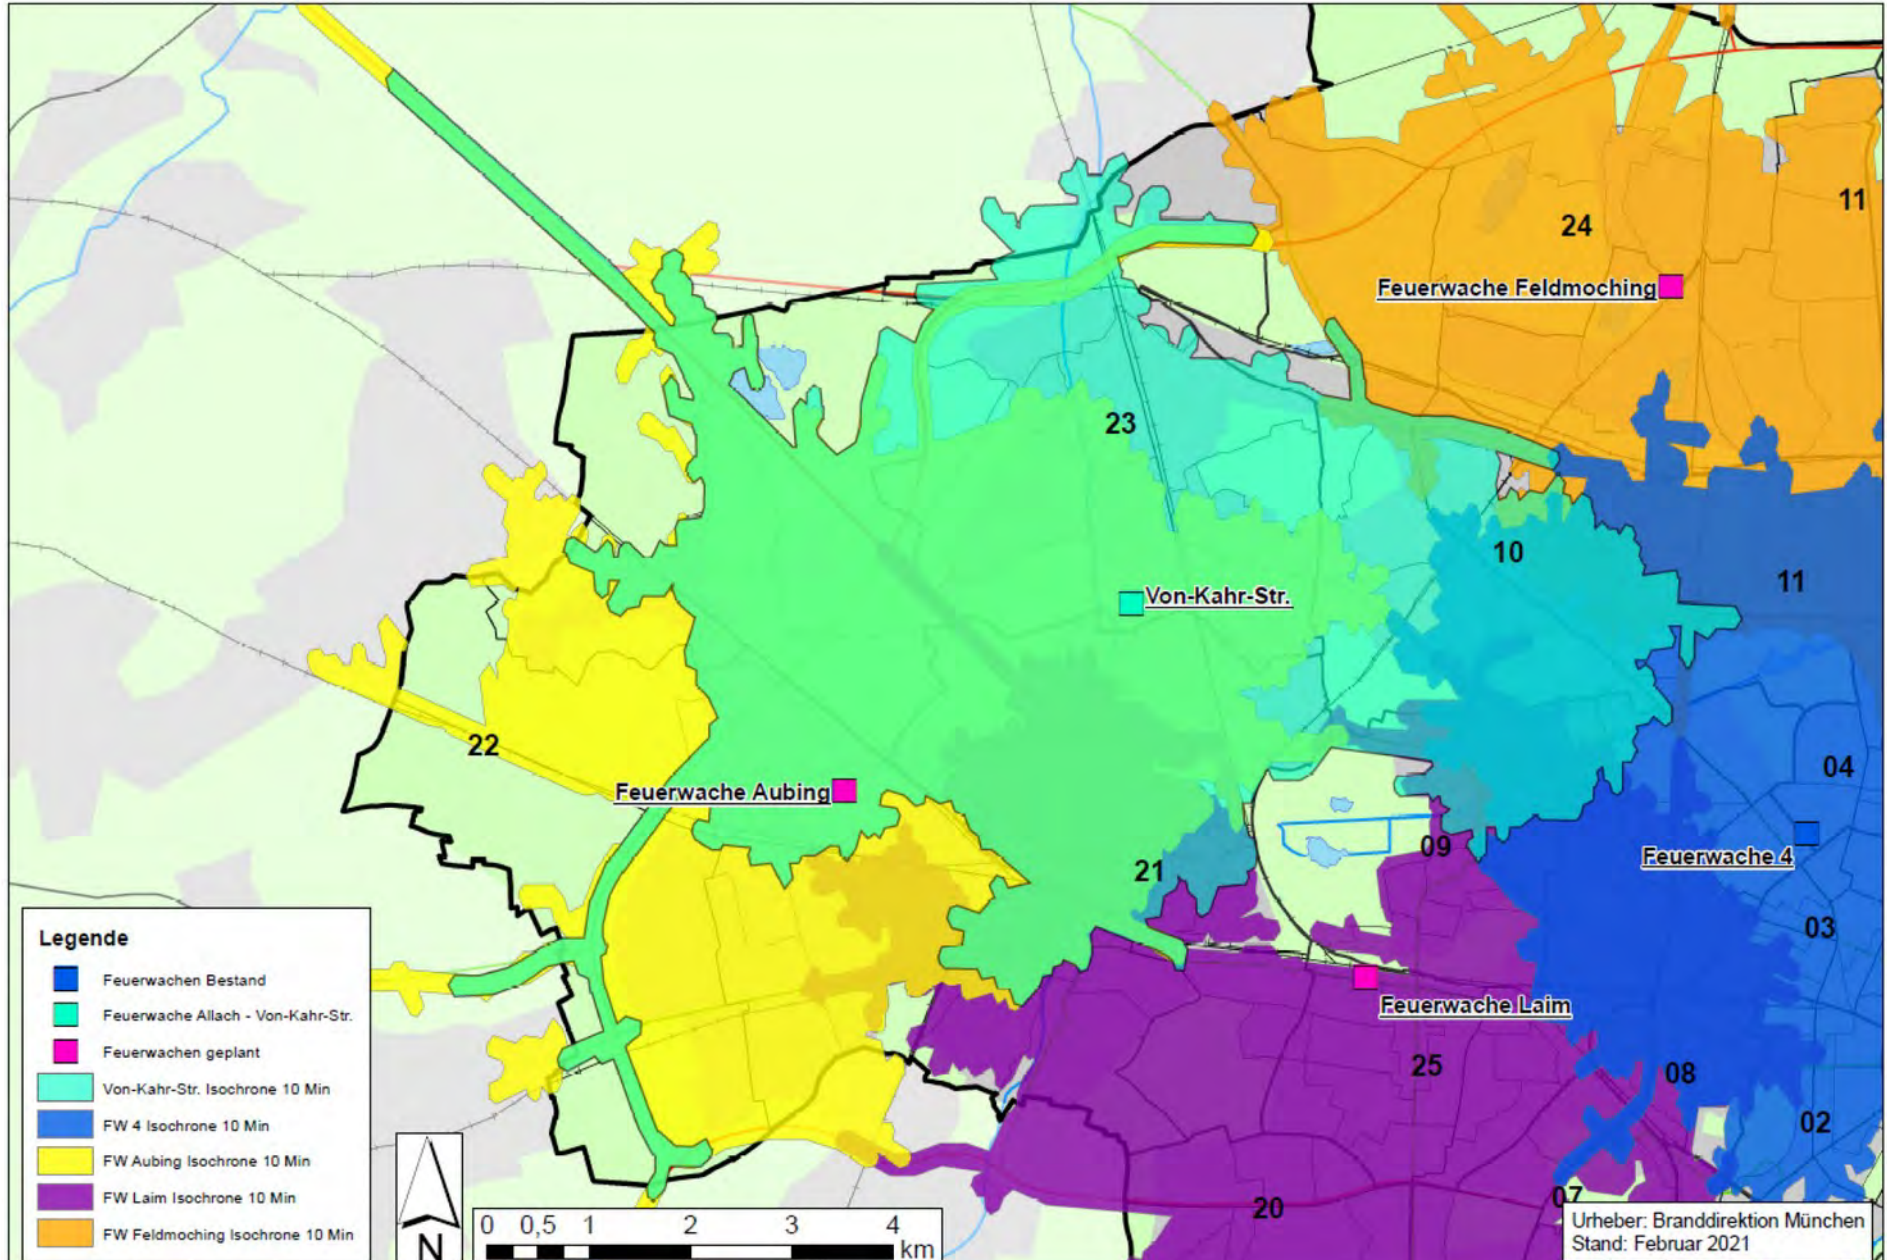 11
24
Feuerwache Feldmoching
23
10
11
Von-Kahr-Str.
22
04
Feuerwache Aubing
09
Feuerwache 4
21
03
Legende
Feuerwachen Bestand
Feuerwache Laim
Feuerwache Allach - Von-Kahr-Str.
Feuerwachen geplant
25
08
Von-Kahr-Str. Isochrone 10 Min
FW 4 Isochrone 10 Min
02
FW Aubing Isochrone 10 Min
FW Laim Isochrone 10 Min
07
20
FW Feldmoching Isochrone 10 Min
N
0 0,5 1 2 3 4
km
Urheber: Branddirektion München
Stand: Februar 2021